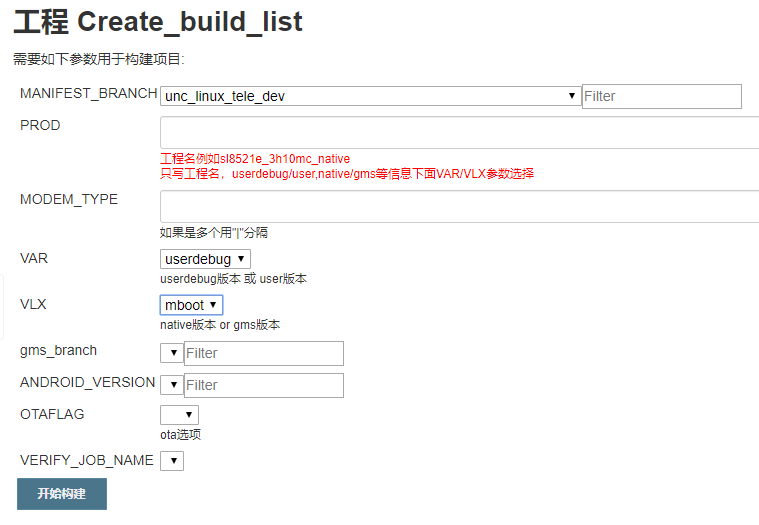 工程 Create_build_list
需要如下参数用于构建项目:
MANIFEST_BRANCH unc_linux_tele_dev Filter
PROD
工程名例如sl8521e_3h10mc_native
只写工程名，userdebug/user,native/gms等信息下面VAR/VLX参数选择
MODEM_TYPE
如果是多个用"|"分隔
VAR userdebug
userdebug版本 或 user版本
VLX mboot
native版本 or gms版本
gms_branch Filter
ANDROID_VERSION Filter
OTAFLAG
ota选项
VERIFY_JOB_NAME
开始构建